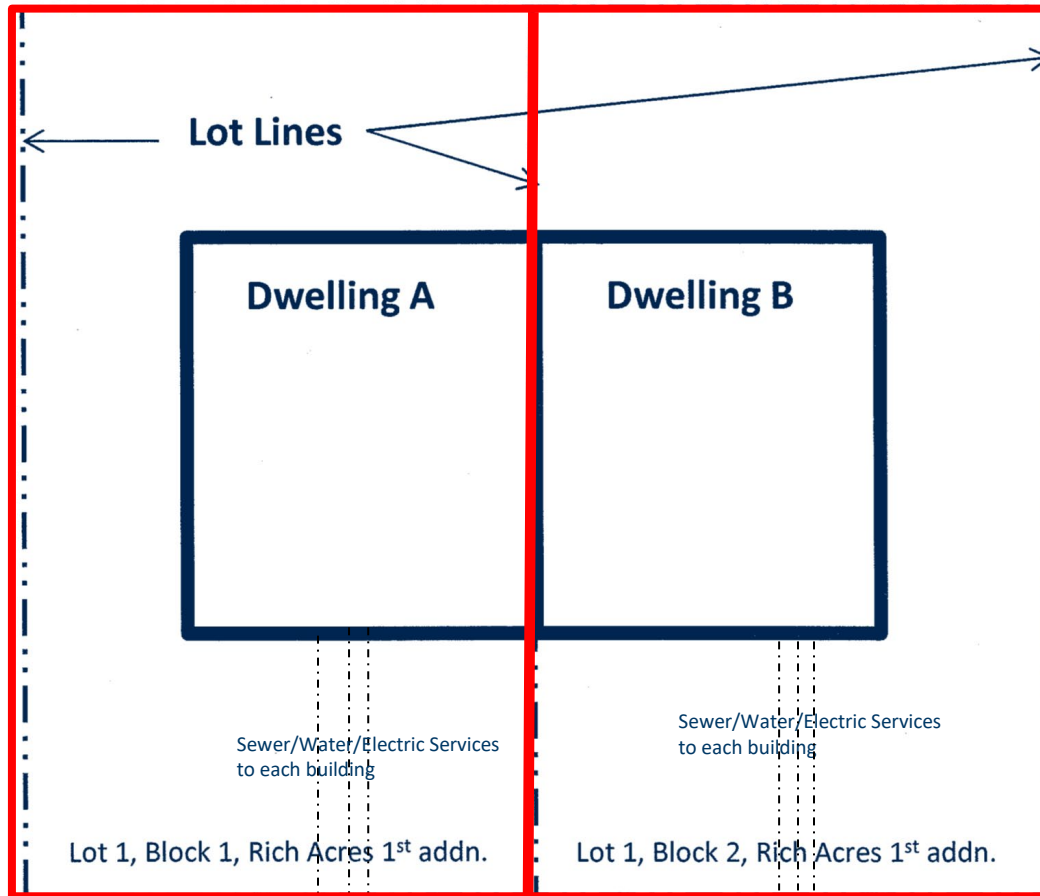 Lot Lines
Dwelling A
Dwelling B
Sewer/Water/Electric Services
to each building
Sewer/Water/Electric Services
to each building
Lot 1, Block 1, Rich Acres 1st addn.
Lot 1, Block 2, Rich Acres 1st addn.